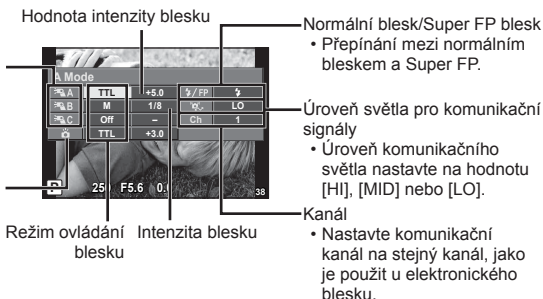 Hodnota intenzity blesku
A Mode
A TTL +5.0 /FP
B M 1/8 LO
C Off – Ch 1
TTL +3.0
P 250 F5.6 0.0
38
Režim ovládání
blesku
Intenzita blesku
Normální blesk/Super FP blesk
• Přepínání mezi normálním
bleskem a Super FP.
Úroveň světla pro komunikační
signály
• Úroveň komunikačního
světla nastavte na hodnotu
[HI], [MID] nebo [LO].
Kanál
• Nastavte komunikační
kanál na stejný kanál, jako
je použit u elektronického
blesku.